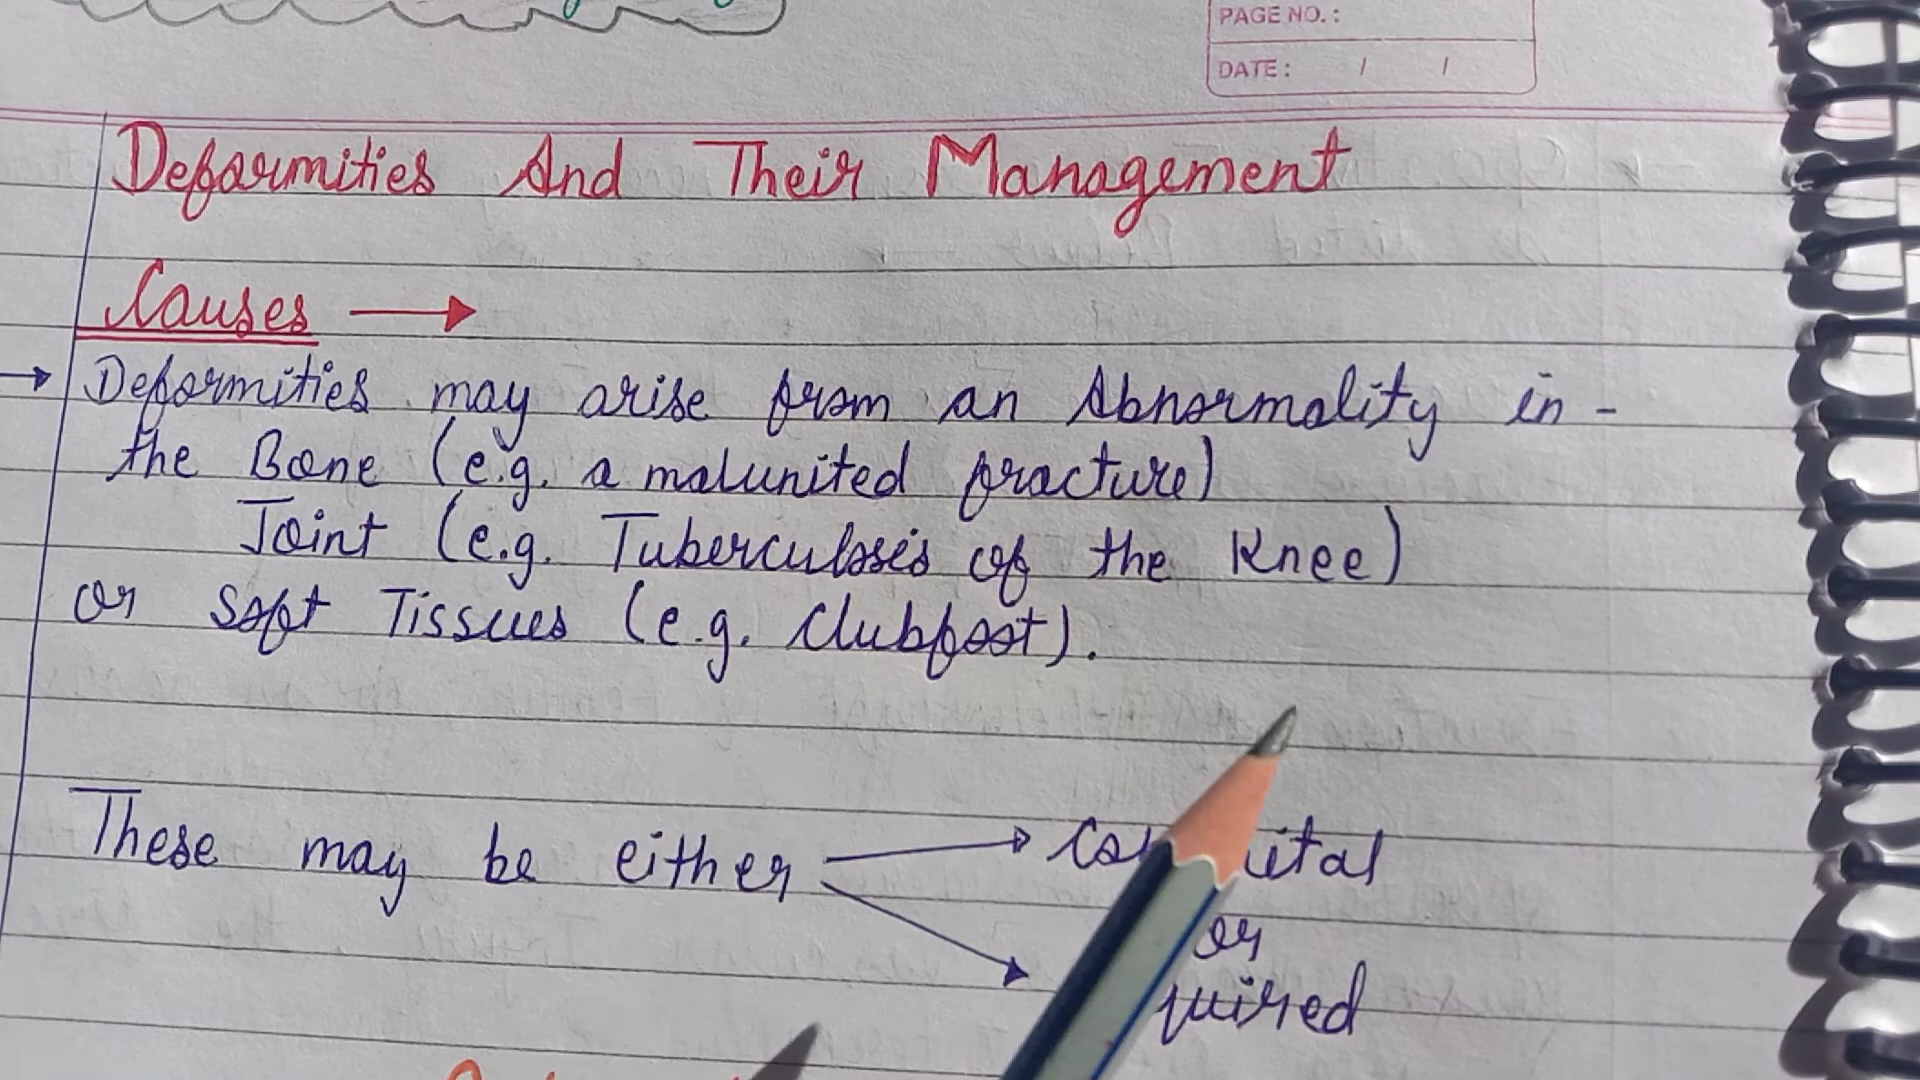 PAGE NO.:
DATE: / /
Deformities And Their Management
Causes →
→ Deformities may arise from an Abnormality in -
the Bone (e.g. a malunited fracture)
Joint (e.g. Tuberculosis of the Knee)
or Soft Tissues (e.g. Clubfoot).
These may be either →
or